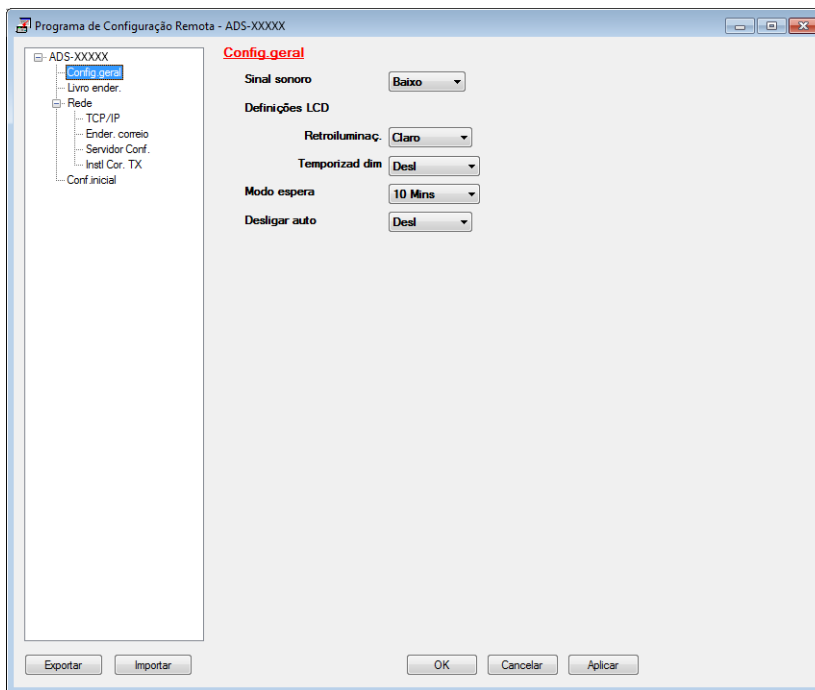 Programa de Configuração Remota - ADS-XXXXX
ADS-XXXXX
Config.geral
Livro ender.
Rede
TCP/IP
Ender. correio
Servidor Conf.
Instl Cor. TX
Conf.inicial
Config.geral
Sinal sonoro Baixo
Definições LCD
Retroiluminaç. Claro
Temporizad dim Desl
Modo espera 10 Mins
Desligar auto Desl
Exportar Importar OK Cancelar Aplicar